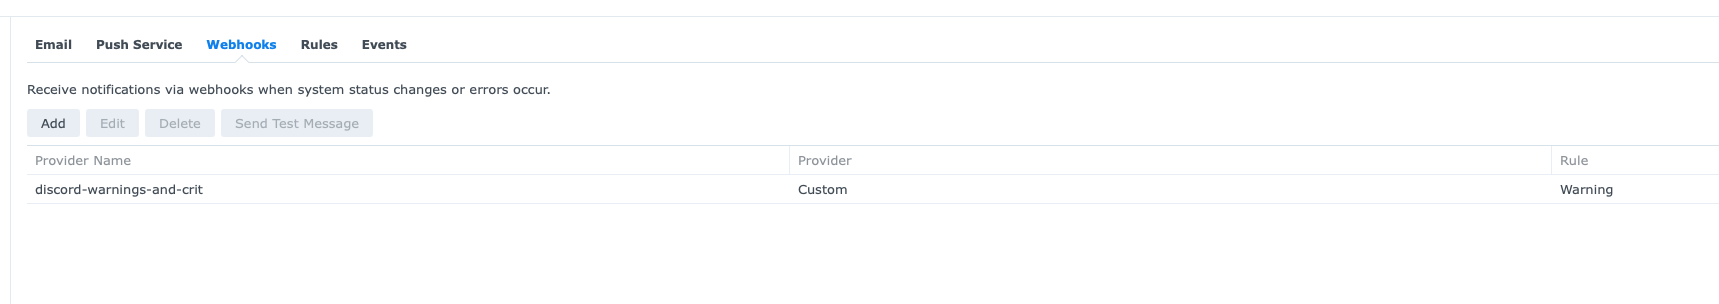 Email Push Service Webhooks Rules Events
Receive notifications via webhooks when system status changes or errors occur.
Add Edit Delete Send Test Message
Provider Name Provider Rule
discord-warnings-and-crit Custom Warning